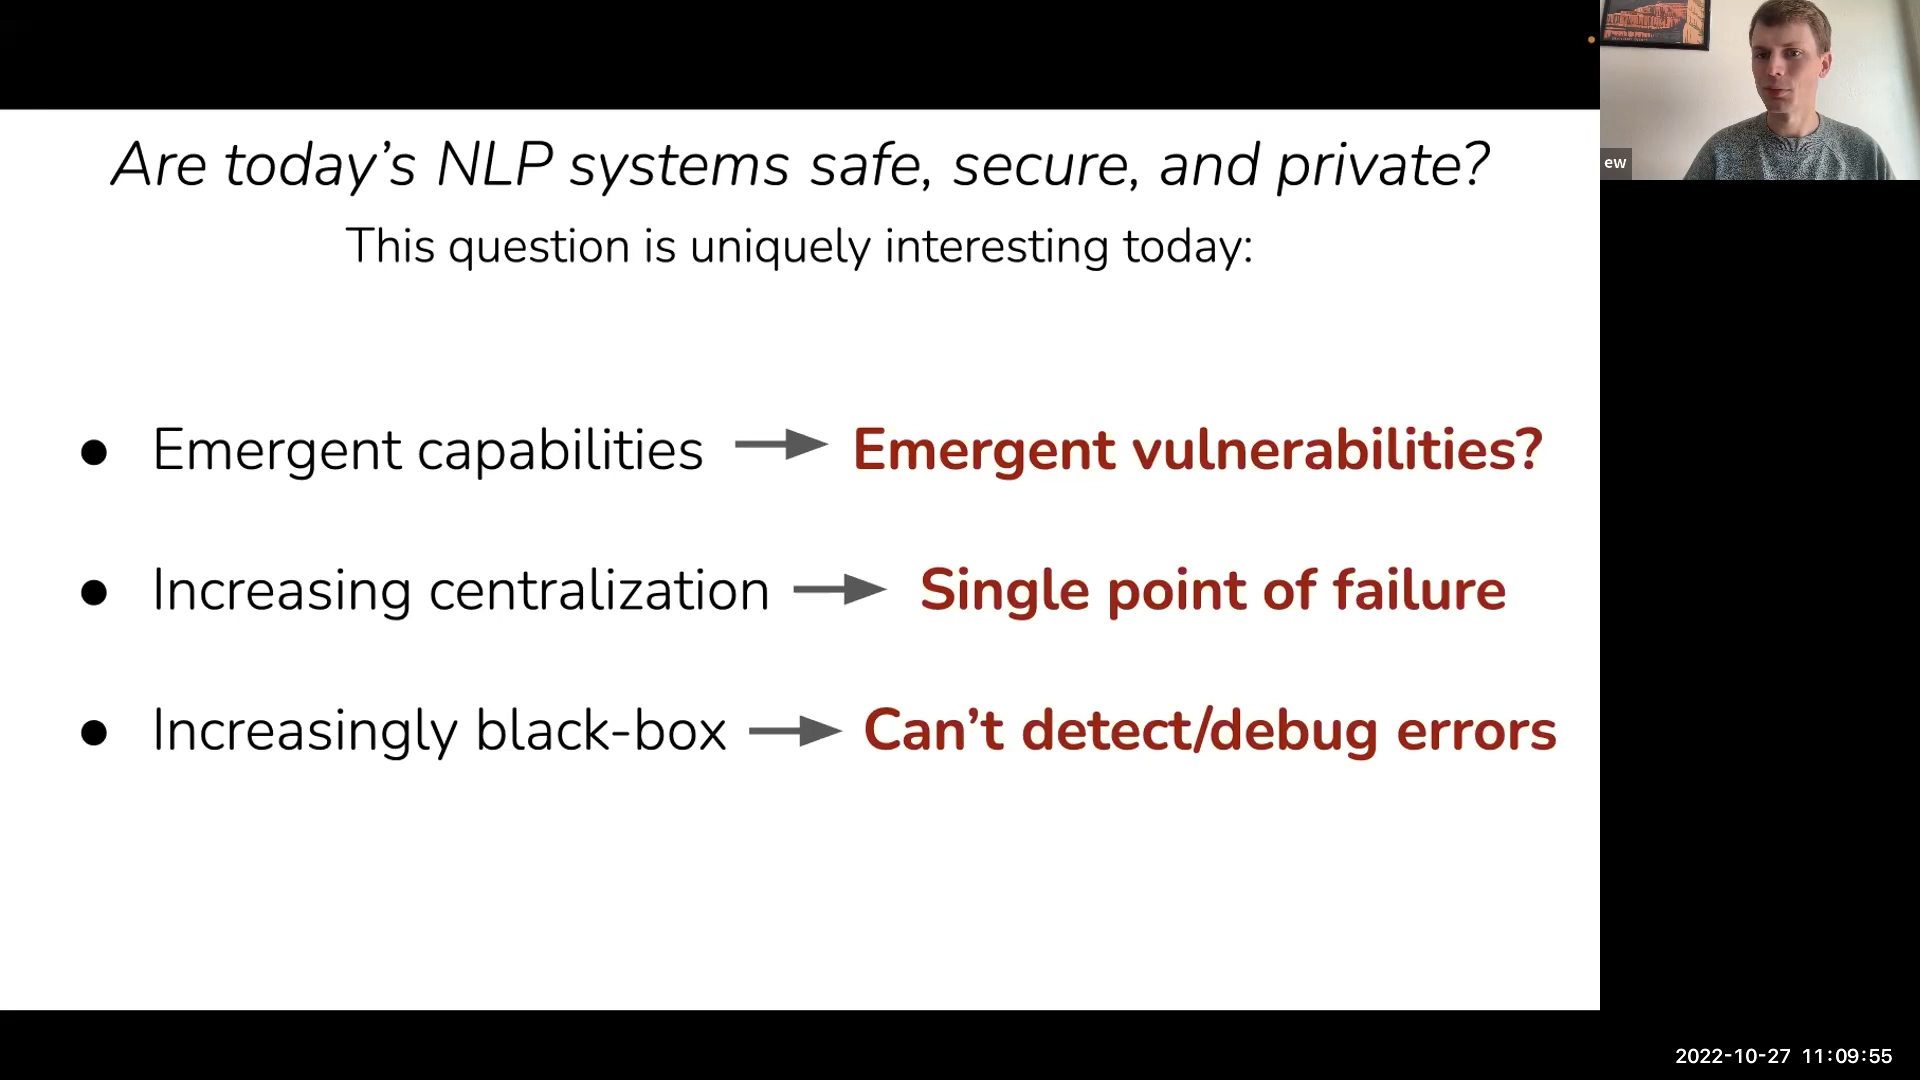 Are today’s NLP systems safe, secure, and private?
This question is uniquely interesting today:
● Emergent capabilities → Emergent vulnerabilities?
● Increasing centralization → Single point of failure
● Increasingly black-box → Can’t detect/debug errors
ew
2022-10-27 11:09:55